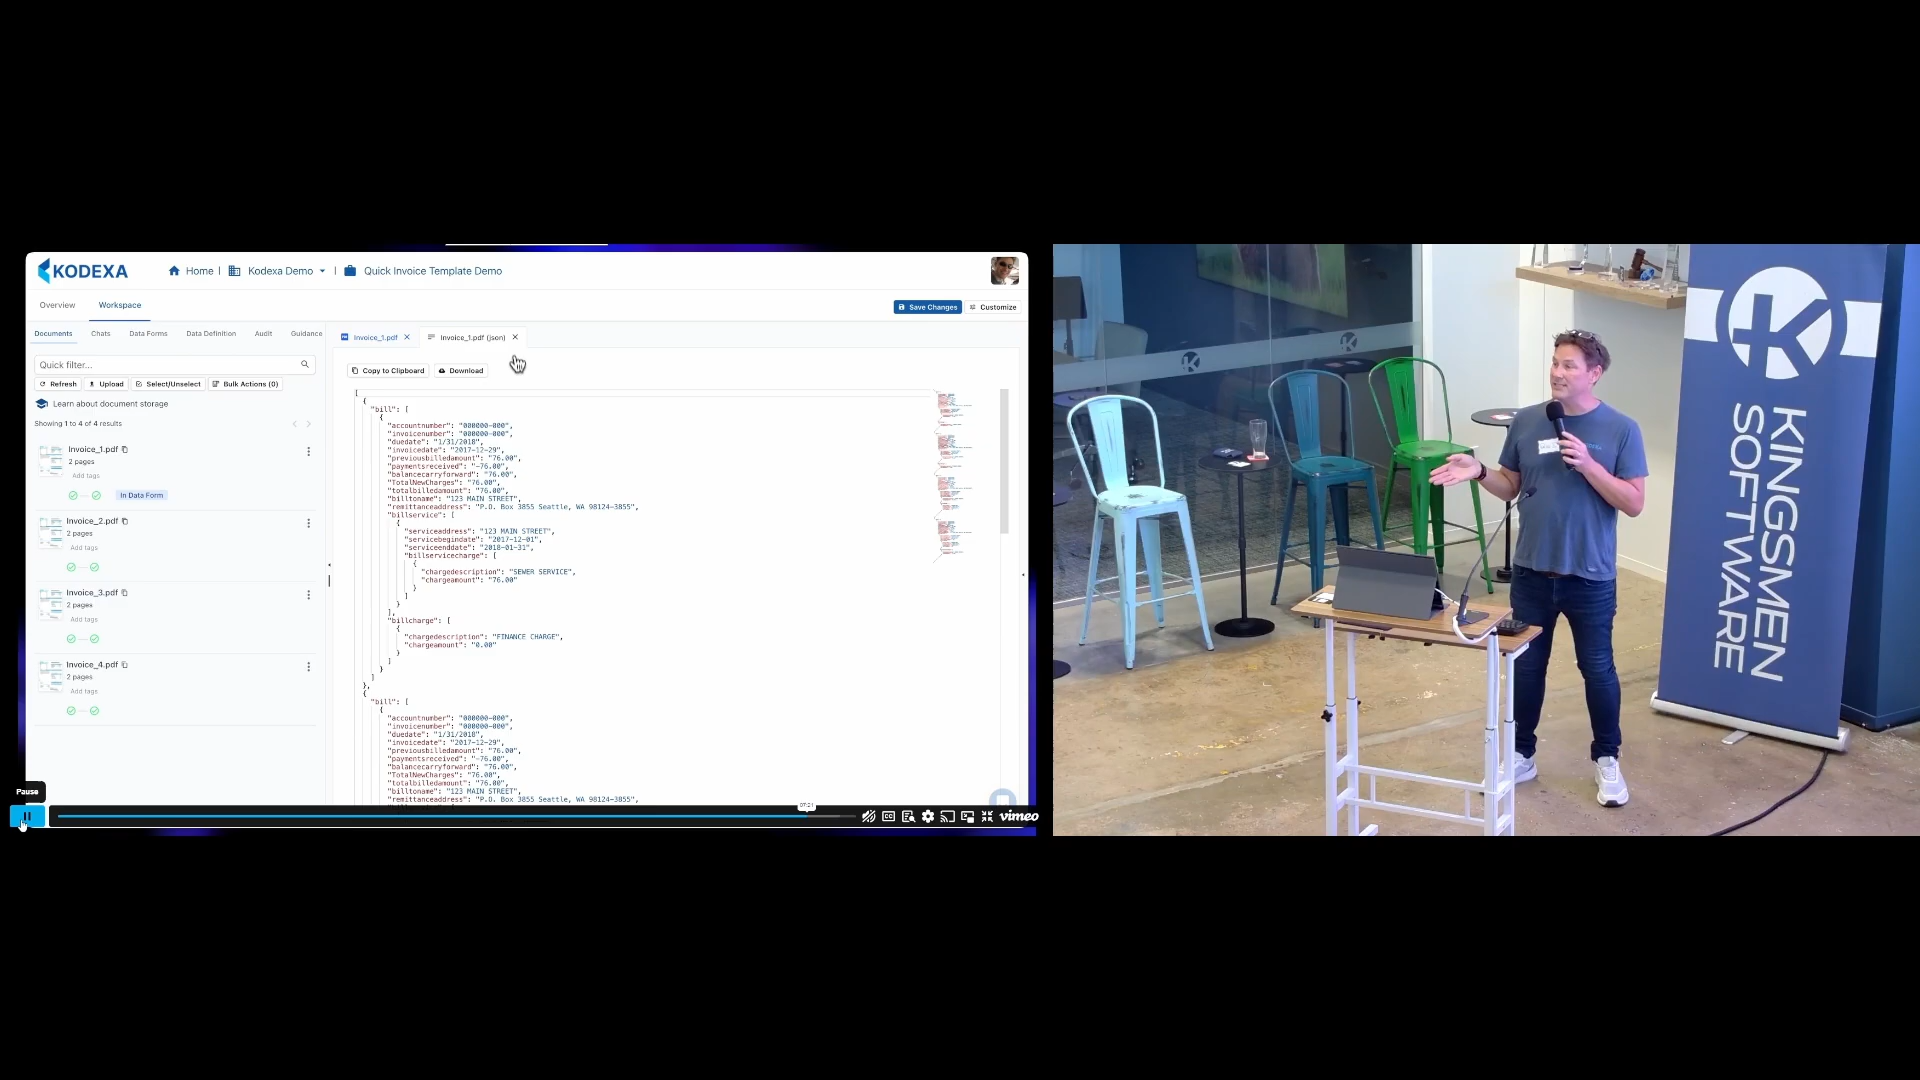 KODEXA
Home | Kodexa Demo | Quick Invoice Template Demo
Overview Workspace
Save Changes Customize
Documents Chats Data Forms Data Definition Audit Guidance
Invoice_1.pdf Invoice_1.pdf (json)
Quick filter...
Refresh Upload Select/Unselect Bulk Actions (0)
Learn about document storage
Showing 1 to 4 of 4 results
Invoice_1.pdf
2 pages
Add tags
In Data Form
Invoice_2.pdf
2 pages
Add tags
Invoice_3.pdf
2 pages
Add tags
Invoice_4.pdf
2 pages
Add tags
Copy to Clipboard Download
[
{
"bill": [
{
"accountnumber": "000000-000",
"invoicenumber": "000000-000",
"duedate": "1/31/2018",
"invoicedate": "2017-12-29",
"previousbilledamount": "76.00",
"paymentsreceived": "-76.00",
"balancecarryforward": "76.00",
"TotalNewCharges": "76.00",
"totalbilledamount": "76.00",
"billtoname": "123 MAIN STREET",
"remittanceaddress": "P.O. Box 3855 Seattle, WA 98124-3855",
"billservice": [
{
"serviceaddress": "123 MAIN STREET",
"servicebegindate": "2017-12-01",
"serviceenddate": "2018-01-31",
"billservicecharge": [
{
"chargedescription": "SEWER SERVICE",
"chargeamount": "76.00"
}
]
}
],
"billcharge": [
{
"chargedescription": "FINANCE CHARGE",
"chargeamount": "0.00"
}
]
}
]
},
{
"bill": [
{
"accountnumber": "000000-000",
"invoicenumber": "000000-000",
"duedate": "1/31/2018",
"invoicedate": "2017-12-29",
"previousbilledamount": "76.00",
"paymentsreceived": "-76.00",
"balancecarryforward": "76.00",
"TotalNewCharges": "76.00",
"totalbilledamount": "76.00",
"billtoname": "123 MAIN STREET",
"remittanceaddress": "P.O. Box 3855 Seattle, WA 98124-3855",
Pause
07:21
CC
vimeo
K
KINGSMEN
SOFTWARE